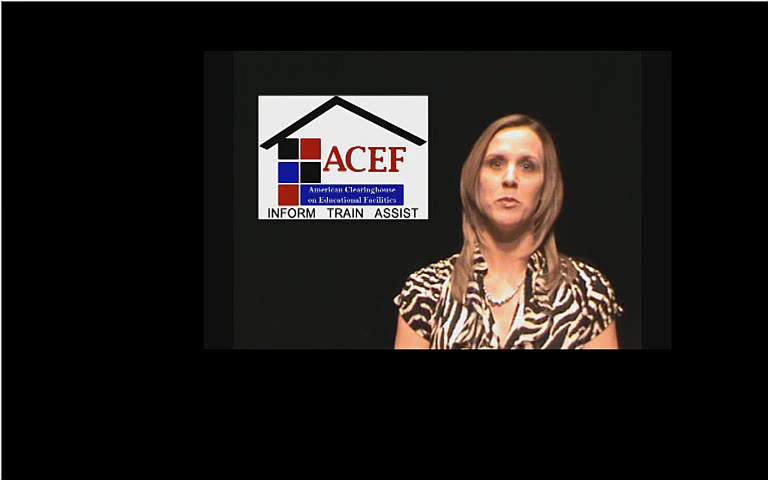 ACEF
American Clearinghouse
on Educational Facilities
INFORM TRAIN ASSIST